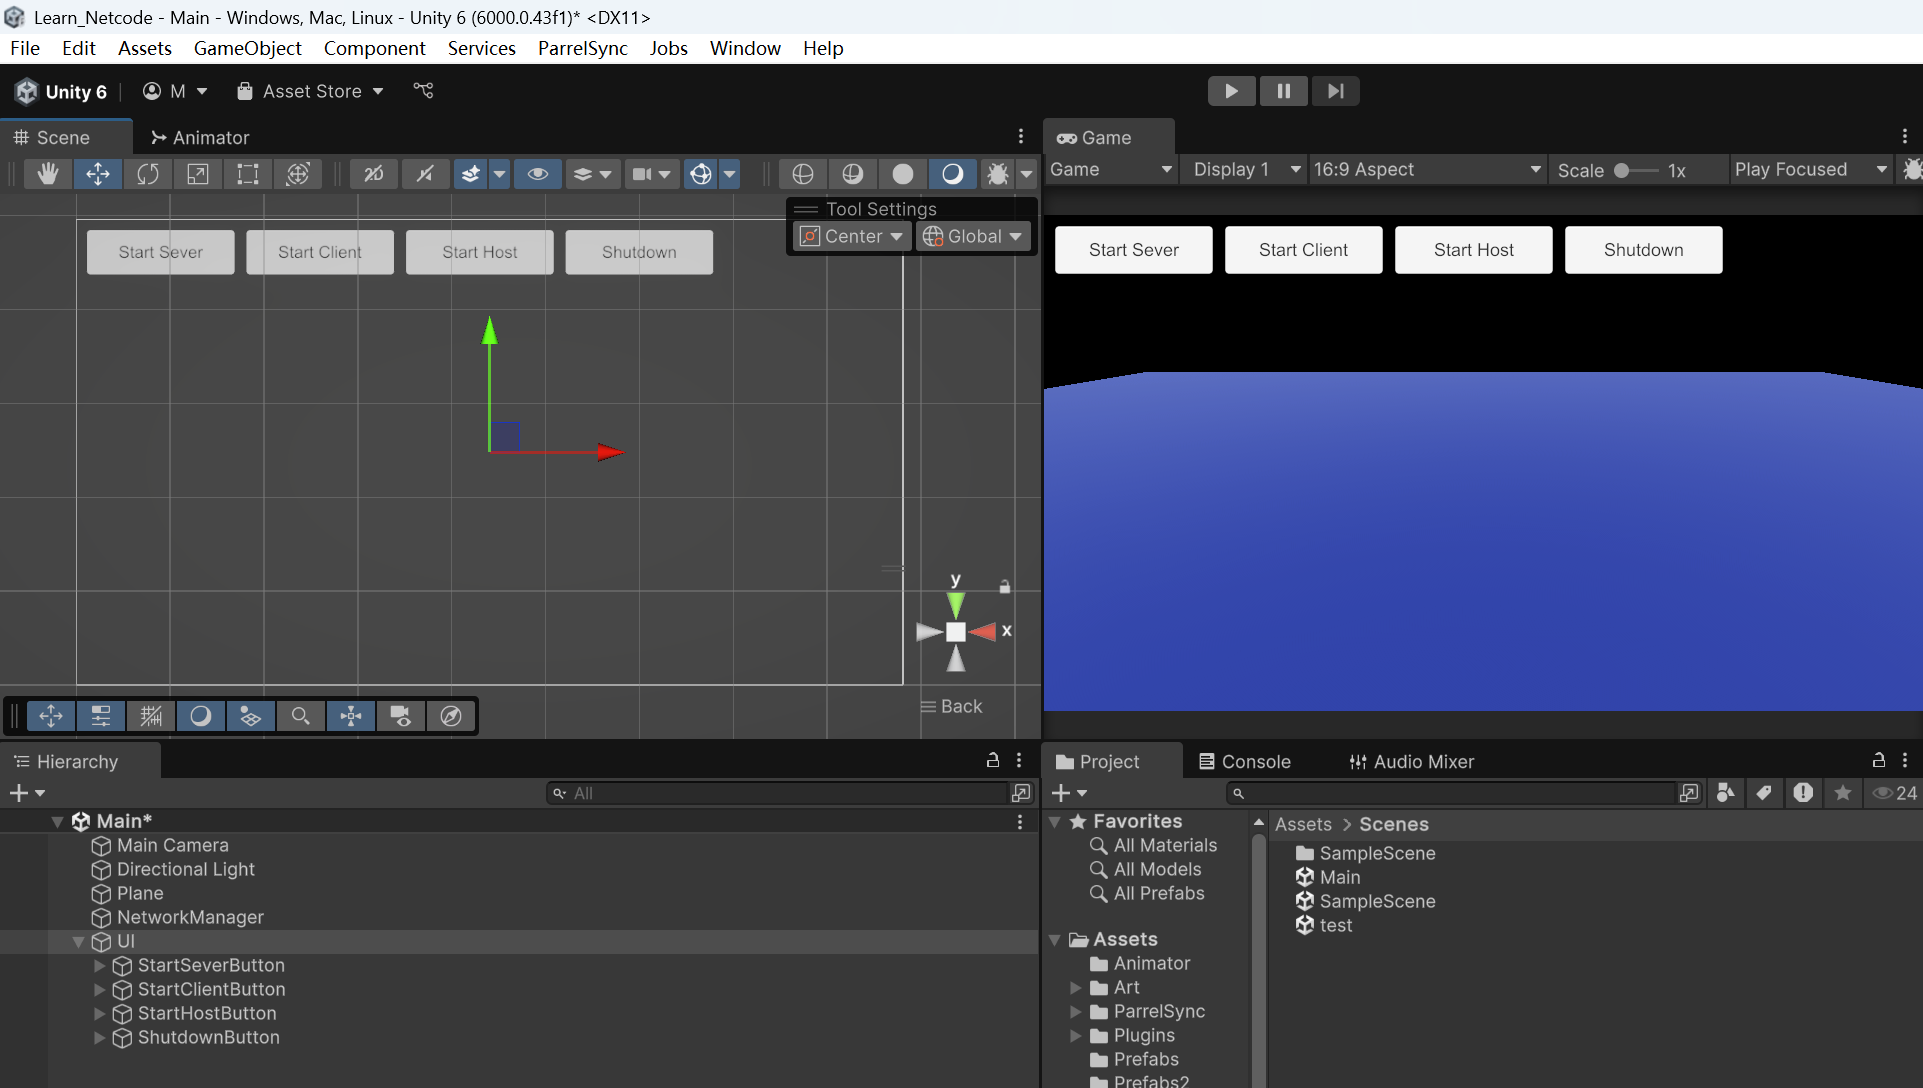 Learn_Netcode - Main - Windows, Mac, Linux - Unity 6 (6000.0.43f1)* <DX11>
File Edit Assets GameObject Component Services ParrelSync Jobs Window Help
Unity 6 M Asset Store
Scene Animator
Tool Settings
Center Global
Start Sever Start Client Start Host Shutdown
y
x
Back
Game
Game Display 1 16:9 Aspect Scale 1x Play Focused
Start Sever Start Client Start Host Shutdown
Hierarchy
All
Main*
Main Camera
Directional Light
Plane
NetworkManager
UI
StartSeverButton
StartClientButton
StartHostButton
ShutdownButton
Project Console Audio Mixer
24
Favorites
All Materials
All Models
All Prefabs
Assets
Animator
Art
ParrelSync
Plugins
Prefabs
Prefabs2
Assets > Scenes
SampleScene
Main
SampleScene
test